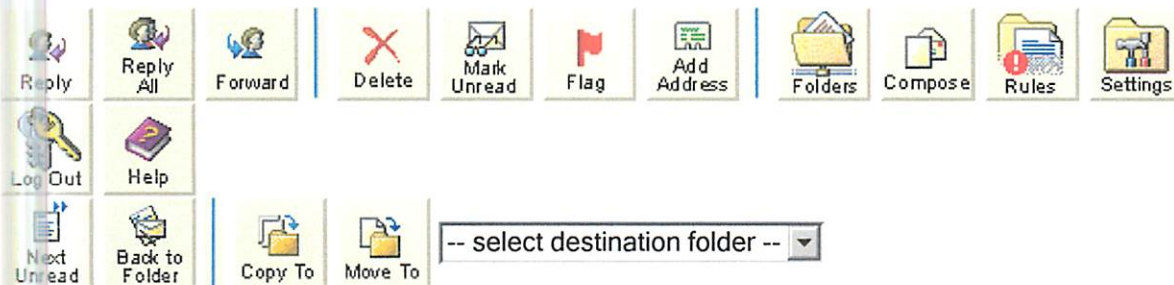 Reply
Reply All
Forward
Delete
Mark Unread
Flag
Add Address
Folders
Compose
Rules
Settings
Log Out
Help
Next Unread
Back to Folder
Copy To
Move To
-- select destination folder --